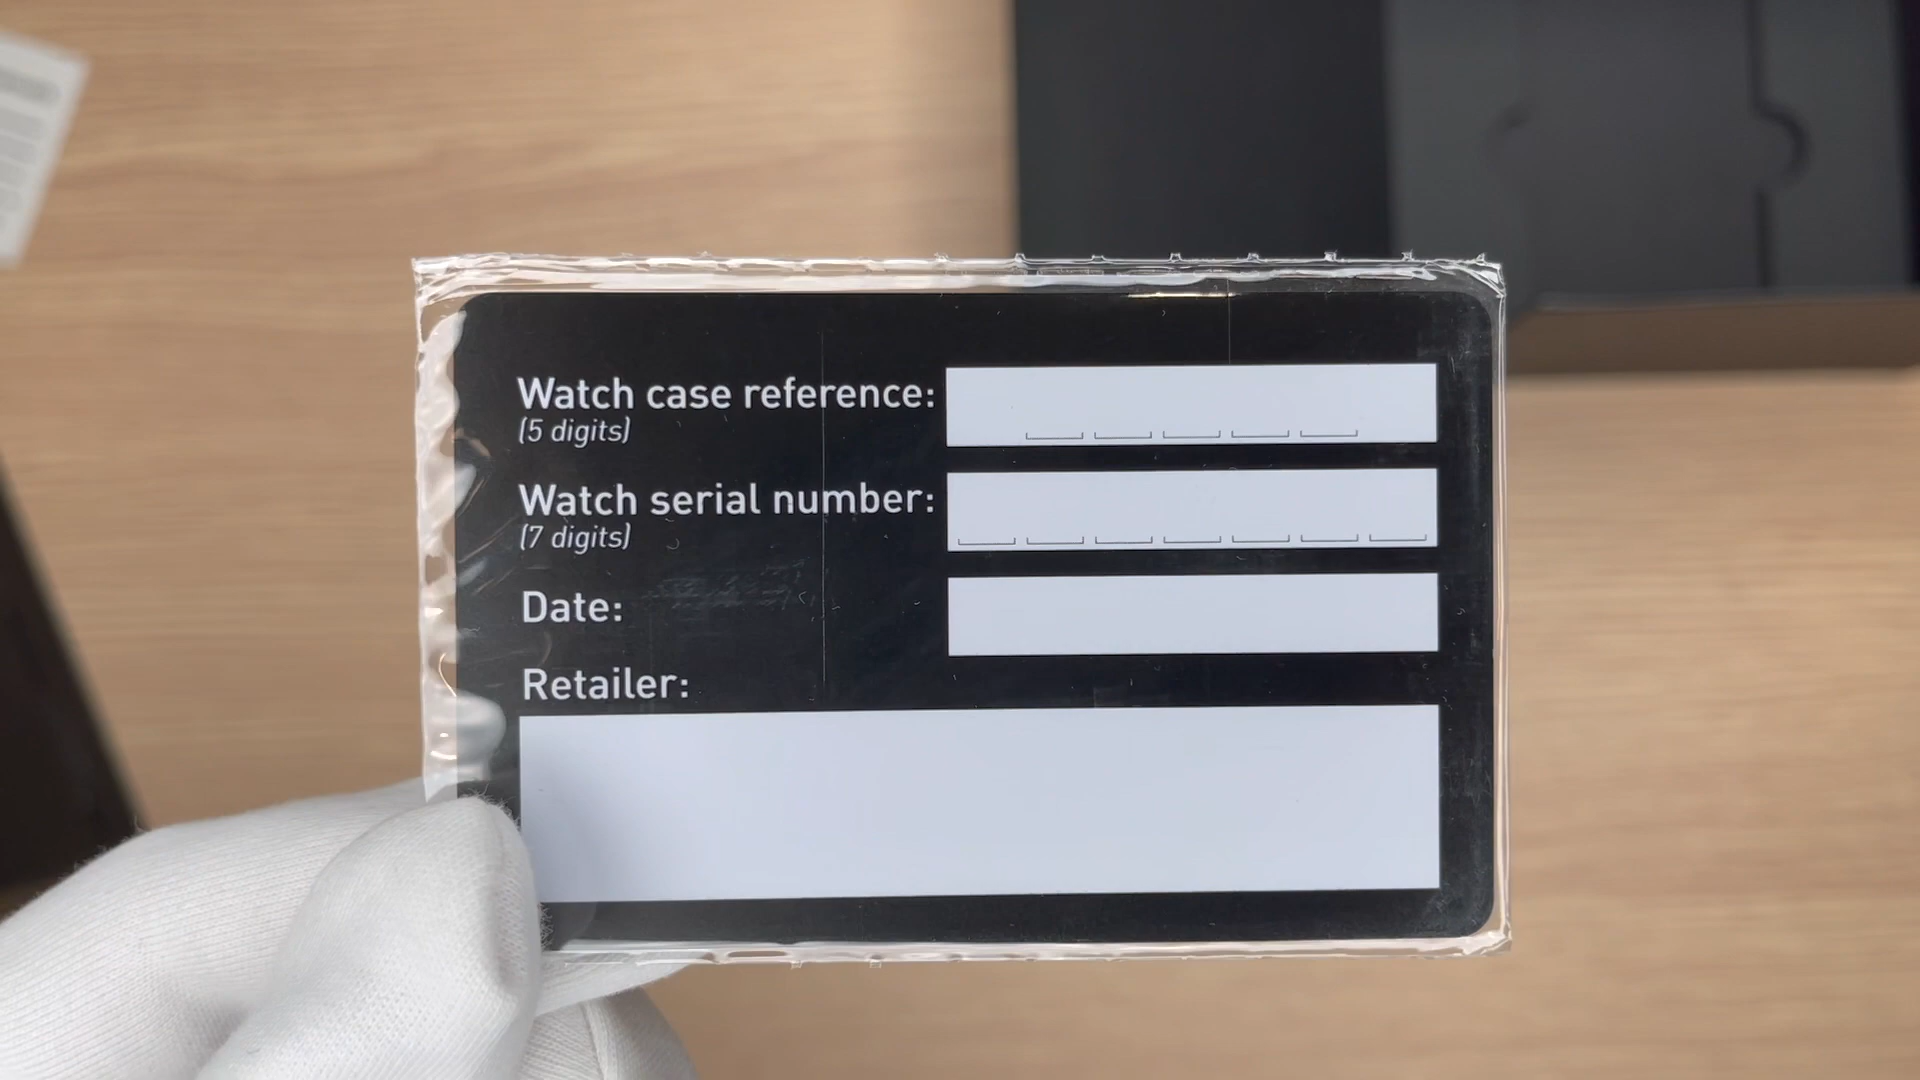 Watch case reference:
(5 digits)
Watch serial number:
(7 digits)
Date:
Retailer: